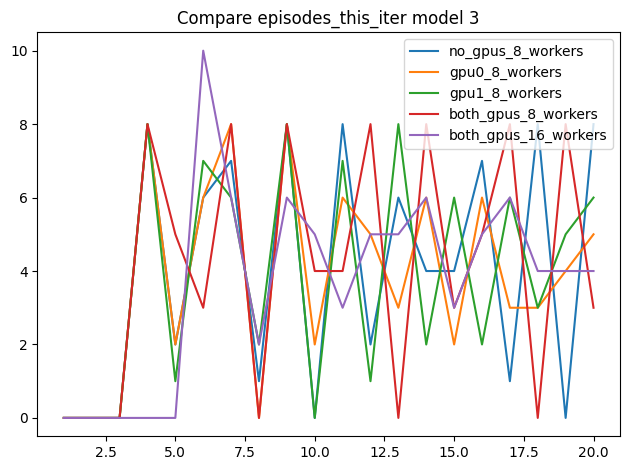 Compare episodes_this_iter model 3
10
8
6
4
2
0
no_gpus_8_workers
gpu0_8_workers
gpu1_8_workers
both_gpus_8_workers
both_gpus_16_workers
2.5 5.0 7.5 10.0 12.5 15.0 17.5 20.0